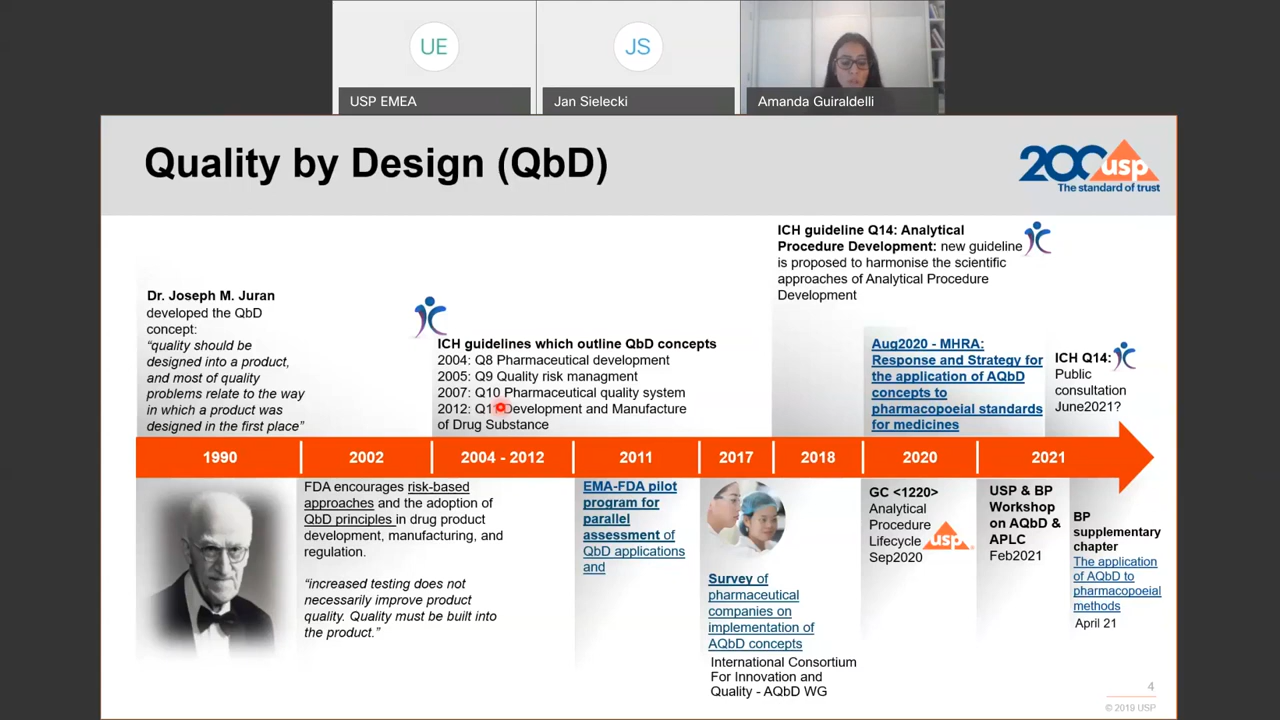 UE
JS
USP EMEA
Jan Sielecki
Amanda Guiraldelli
Quality by Design (QbD)
200 usp
The standard of trust
Dr. Joseph M. Juran
developed the QbD
concept:
“quality should be
designed into a product,
and most of quality
problems relate to the way
in which a product was
designed in the first place”
ICH guidelines which outline QbD concepts
2004: Q8 Pharmaceutical development
2005: Q9 Quality risk managment
2007: Q10 Pharmaceutical quality system
2012: Development and Manufacture
of Drug Substance
ICH guideline Q14: Analytical
Procedure Development: new guideline
is proposed to harmonise the scientific
approaches of Analytical Procedure
Development
Aug2020 - MHRA:
Response and Strategy for
the application of AQbD
concepts to
pharmacopoeial standards
for medicines
ICH Q14:
Public
consultation
June2021?
1990
2002
2004 - 2012
2011
2017
2018
2020
2021
FDA encourages risk-based
approaches and the adoption of
QbD principles in drug product
development, manufacturing, and
regulation.
“increased testing does not
necessarily improve product
quality. Quality must be built into
the product.”
EMA-FDA pilot
program for
parallel
assessment of
QbD applications
and
Survey of
pharmaceutical
companies on
implementation of
AQbD concepts
International Consortium
For Innovation and
Quality - AQbD WG
GC <1220>
Analytical
Procedure
Lifecycle
Sep2020
usp
USP & BP
Workshop
on AQbD &
APLC
Feb2021
BP
supplementary
chapter
The application
of AQbD to
pharmacopoeial
methods
April 21
4
© 2019 USP